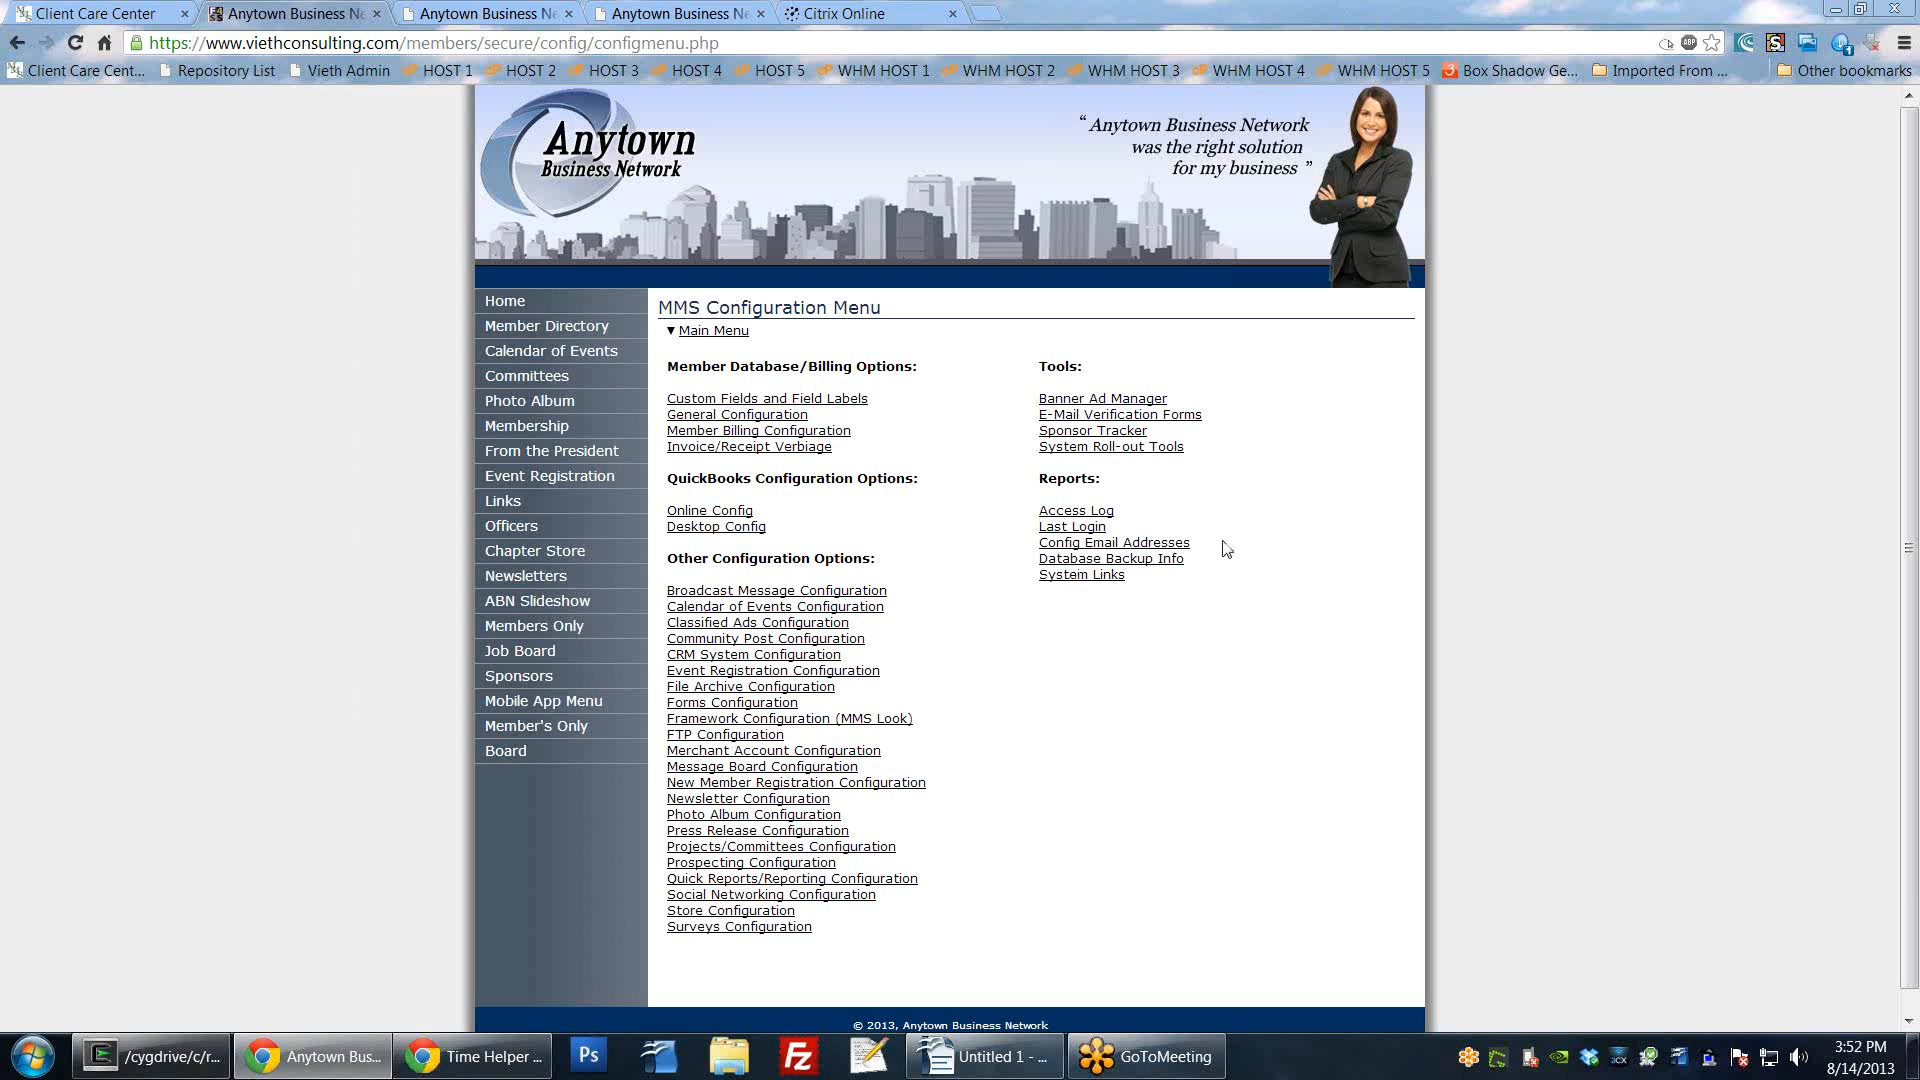 Client Care Center
Anytown Business Ne
Anytown Business Ne
Anytown Business Ne
Citrix Online
https://www.viethconsulting.com/members/secure/config/configmenu.php
ABP
1
Client Care Cent...
Repository List
Vieth Admin
HOST 1
HOST 2
HOST 3
HOST 4
HOST 5
WHM HOST 1
WHM HOST 2
WHM HOST 3
WHM HOST 4
WHM HOST 5
Box Shadow Ge...
Imported From ...
Other bookmarks
Anytown
Business Network
“ Anytown Business Network
was the right solution
for my business ”
Home
Member Directory
Calendar of Events
Committees
Photo Album
Membership
From the President
Event Registration
Links
Officers
Chapter Store
Newsletters
ABN Slideshow
Members Only
Job Board
Sponsors
Mobile App Menu
Member's Only
Board
MMS Configuration Menu
▼ Main Menu
Member Database/Billing Options:
Custom Fields and Field Labels
General Configuration
Member Billing Configuration
Invoice/Receipt Verbiage
QuickBooks Configuration Options:
Online Config
Desktop Config
Other Configuration Options:
Broadcast Message Configuration
Calendar of Events Configuration
Classified Ads Configuration
Community Post Configuration
CRM System Configuration
Event Registration Configuration
File Archive Configuration
Forms Configuration
Framework Configuration (MMS Look)
FTP Configuration
Merchant Account Configuration
Message Board Configuration
New Member Registration Configuration
Newsletter Configuration
Photo Album Configuration
Press Release Configuration
Projects/Committees Configuration
Prospecting Configuration
Quick Reports/Reporting Configuration
Social Networking Configuration
Store Configuration
Surveys Configuration
Tools:
Banner Ad Manager
E-Mail Verification Forms
Sponsor Tracker
System Roll-out Tools
Reports:
Access Log
Last Login
Config Email Addresses
Database Backup Info
System Links
© 2013, Anytown Business Network
/cygdrive/c/r...
Anytown Bus...
Time Helper ...
Ps
Fz
Untitled 1 - ...
GoToMeeting
3CX
3:52 PM
8/14/2013